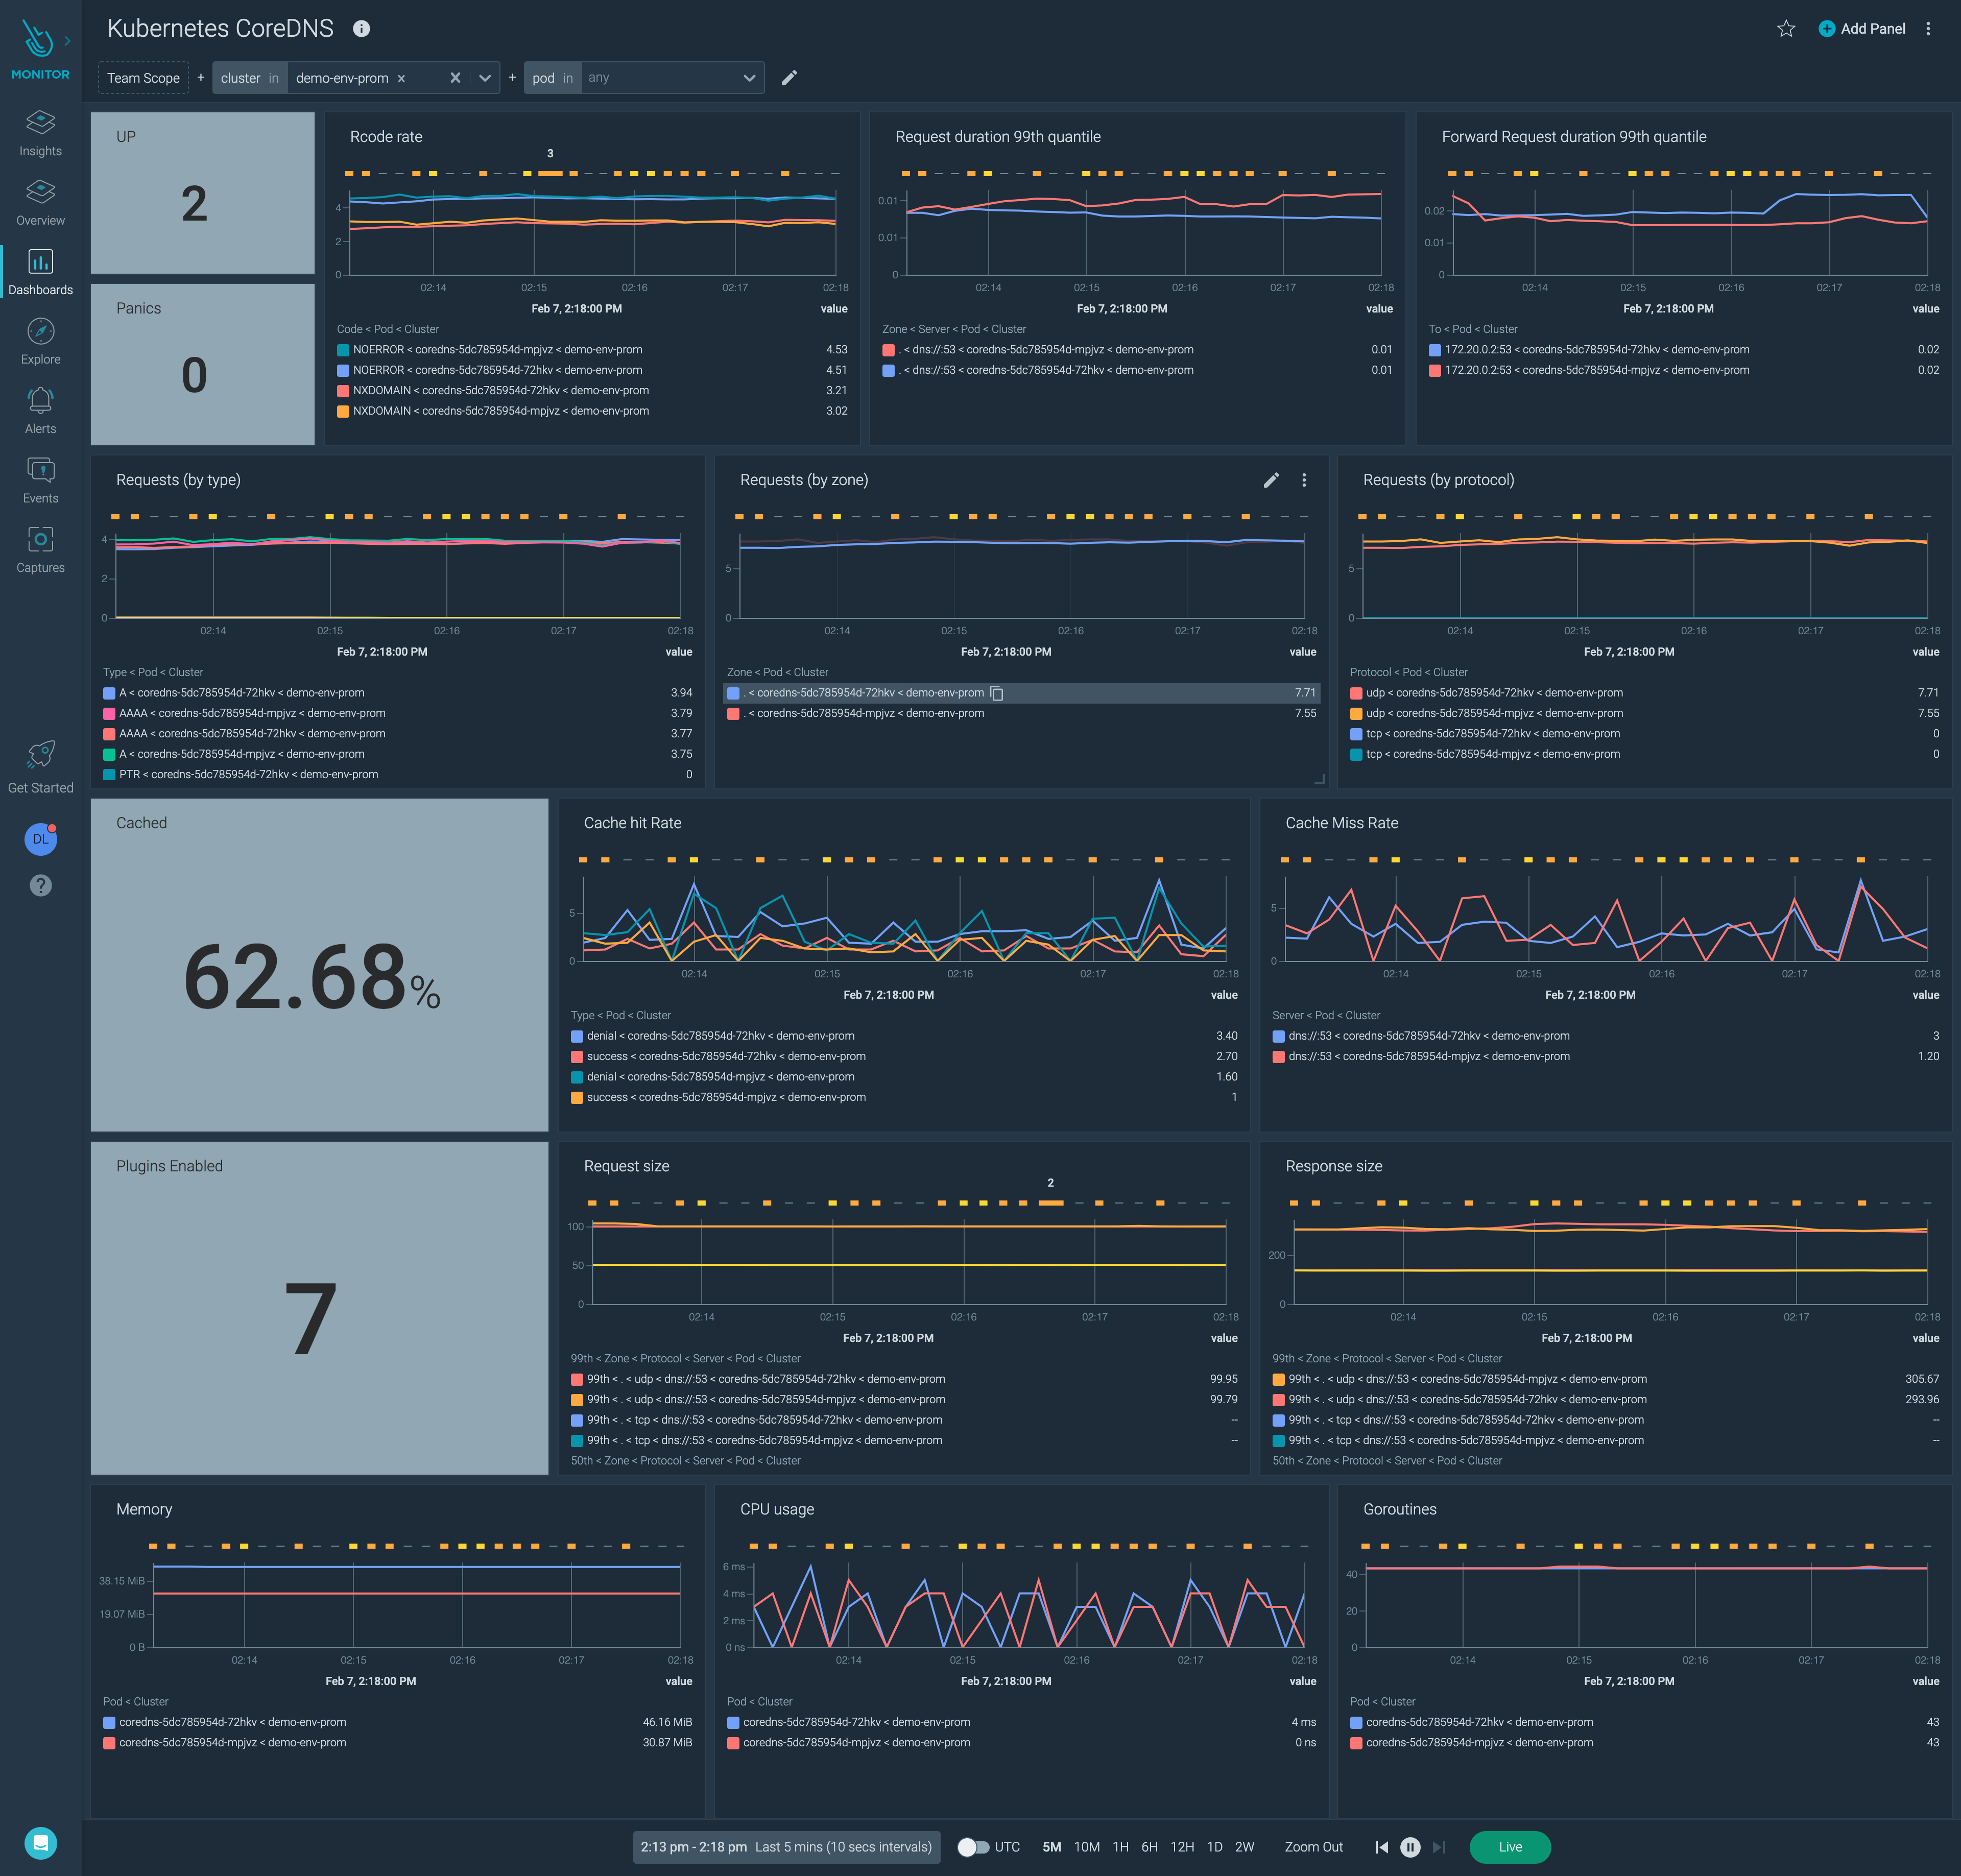 MONITOR
Insights
Overview
Dashboards
Explore
Alerts
Events
Captures
Get Started
DL
?
Kubernetes CoreDNS
Add Panel
Team Scope + cluster in demo-env-prom × + pod in any
UP
2
Panics
0
Rcode rate
3
4
2
0
02:14 02:15 02:16 02:17 02:18
Feb 7, 2:18:00 PM value
Code < Pod < Cluster
NOERROR < coredns-5dc785954d-mpjvz < demo-env-prom 4.53
NOERROR < coredns-5dc785954d-72hkv < demo-env-prom 4.51
NXDOMAIN < coredns-5dc785954d-72hkv < demo-env-prom 3.21
NXDOMAIN < coredns-5dc785954d-mpjvz < demo-env-prom 3.02
Request duration 99th quantile
0.01
0.01
0
02:14 02:15 02:16 02:17 02:18
Feb 7, 2:18:00 PM value
Zone < Server < Pod < Cluster
. < dns://:53 < coredns-5dc785954d-mpjvz < demo-env-prom 0.01
. < dns://:53 < coredns-5dc785954d-72hkv < demo-env-prom 0.01
Forward Request duration 99th quantile
0.02
0.01
0
02:14 02:15 02:16 02:17 02:18
Feb 7, 2:18:00 PM value
To < Pod < Cluster
172.20.0.2:53 < coredns-5dc785954d-72hkv < demo-env-prom 0.02
172.20.0.2:53 < coredns-5dc785954d-mpjvz < demo-env-prom 0.02
Requests (by type)
4
2
0
02:14 02:15 02:16 02:17 02:18
Feb 7, 2:18:00 PM value
Type < Pod < Cluster
A < coredns-5dc785954d-72hkv < demo-env-prom 3.94
AAAA < coredns-5dc785954d-mpjvz < demo-env-prom 3.79
AAAA < coredns-5dc785954d-72hkv < demo-env-prom 3.77
A < coredns-5dc785954d-mpjvz < demo-env-prom 3.75
PTR < coredns-5dc785954d-72hkv < demo-env-prom 0
Requests (by zone)
5
0
02:14 02:15 02:16 02:17 02:18
Feb 7, 2:18:00 PM value
Zone < Pod < Cluster
. < coredns-5dc785954d-72hkv < demo-env-prom 7.71
. < coredns-5dc785954d-mpjvz < demo-env-prom 7.55
Requests (by protocol)
5
0
02:14 02:15 02:16 02:17 02:18
Feb 7, 2:18:00 PM value
Protocol < Pod < Cluster
udp < coredns-5dc785954d-72hkv < demo-env-prom 7.71
udp < coredns-5dc785954d-mpjvz < demo-env-prom 7.55
tcp < coredns-5dc785954d-72hkv < demo-env-prom 0
tcp < coredns-5dc785954d-mpjvz < demo-env-prom 0
Cached
62.68%
Cache hit Rate
5
0
02:14 02:15 02:16 02:17 02:18
Feb 7, 2:18:00 PM value
Type < Pod < Cluster
denial < coredns-5dc785954d-72hkv < demo-env-prom 3.40
success < coredns-5dc785954d-72hkv < demo-env-prom 2.70
denial < coredns-5dc785954d-mpjvz < demo-env-prom 1.60
success < coredns-5dc785954d-mpjvz < demo-env-prom 1
Cache Miss Rate
5
0
02:14 02:15 02:16 02:17 02:18
Feb 7, 2:18:00 PM value
Server < Pod < Cluster
dns://:53 < coredns-5dc785954d-72hkv < demo-env-prom 3
dns://:53 < coredns-5dc785954d-mpjvz < demo-env-prom 1.20
Plugins Enabled
7
Request size
2
100
50
0
02:14 02:15 02:16 02:17 02:18
Feb 7, 2:18:00 PM value
99th < Zone < Protocol < Server < Pod < Cluster
99th < . < udp < dns://:53 < coredns-5dc785954d-72hkv < demo-env-prom 99.95
99th < . < udp < dns://:53 < coredns-5dc785954d-mpjvz < demo-env-prom 99.79
99th < . < tcp < dns://:53 < coredns-5dc785954d-72hkv < demo-env-prom --
99th < . < tcp < dns://:53 < coredns-5dc785954d-mpjvz < demo-env-prom --
50th < Zone < Protocol < Server < Pod < Cluster
Response size
200
0
02:14 02:15 02:16 02:17 02:18
Feb 7, 2:18:00 PM value
99th < Zone < Protocol < Server < Pod < Cluster
99th < . < udp < dns://:53 < coredns-5dc785954d-mpjvz < demo-env-prom 305.67
99th < . < udp < dns://:53 < coredns-5dc785954d-72hkv < demo-env-prom 293.96
99th < . < tcp < dns://:53 < coredns-5dc785954d-72hkv < demo-env-prom --
99th < . < tcp < dns://:53 < coredns-5dc785954d-mpjvz < demo-env-prom --
50th < Zone < Protocol < Server < Pod < Cluster
Memory
38.15 MiB
19.07 MiB
0 B
02:14 02:15 02:16 02:17 02:18
Feb 7, 2:18:00 PM value
Pod < Cluster
coredns-5dc785954d-72hkv < demo-env-prom 46.16 MiB
coredns-5dc785954d-mpjvz < demo-env-prom 30.87 MiB
CPU usage
6 ms
4 ms
2 ms
0 ns
02:14 02:15 02:16 02:17 02:18
Feb 7, 2:18:00 PM value
Pod < Cluster
coredns-5dc785954d-72hkv < demo-env-prom 4 ms
coredns-5dc785954d-mpjvz < demo-env-prom 0 ns
Goroutines
40
20
0
02:14 02:15 02:16 02:17 02:18
Feb 7, 2:18:00 PM value
Pod < Cluster
coredns-5dc785954d-72hkv < demo-env-prom 43
coredns-5dc785954d-mpjvz < demo-env-prom 43
2:13 pm - 2:18 pm Last 5 mins (10 secs intervals) UTC 5M 10M 1H 6H 12H 1D 2W Zoom Out Live